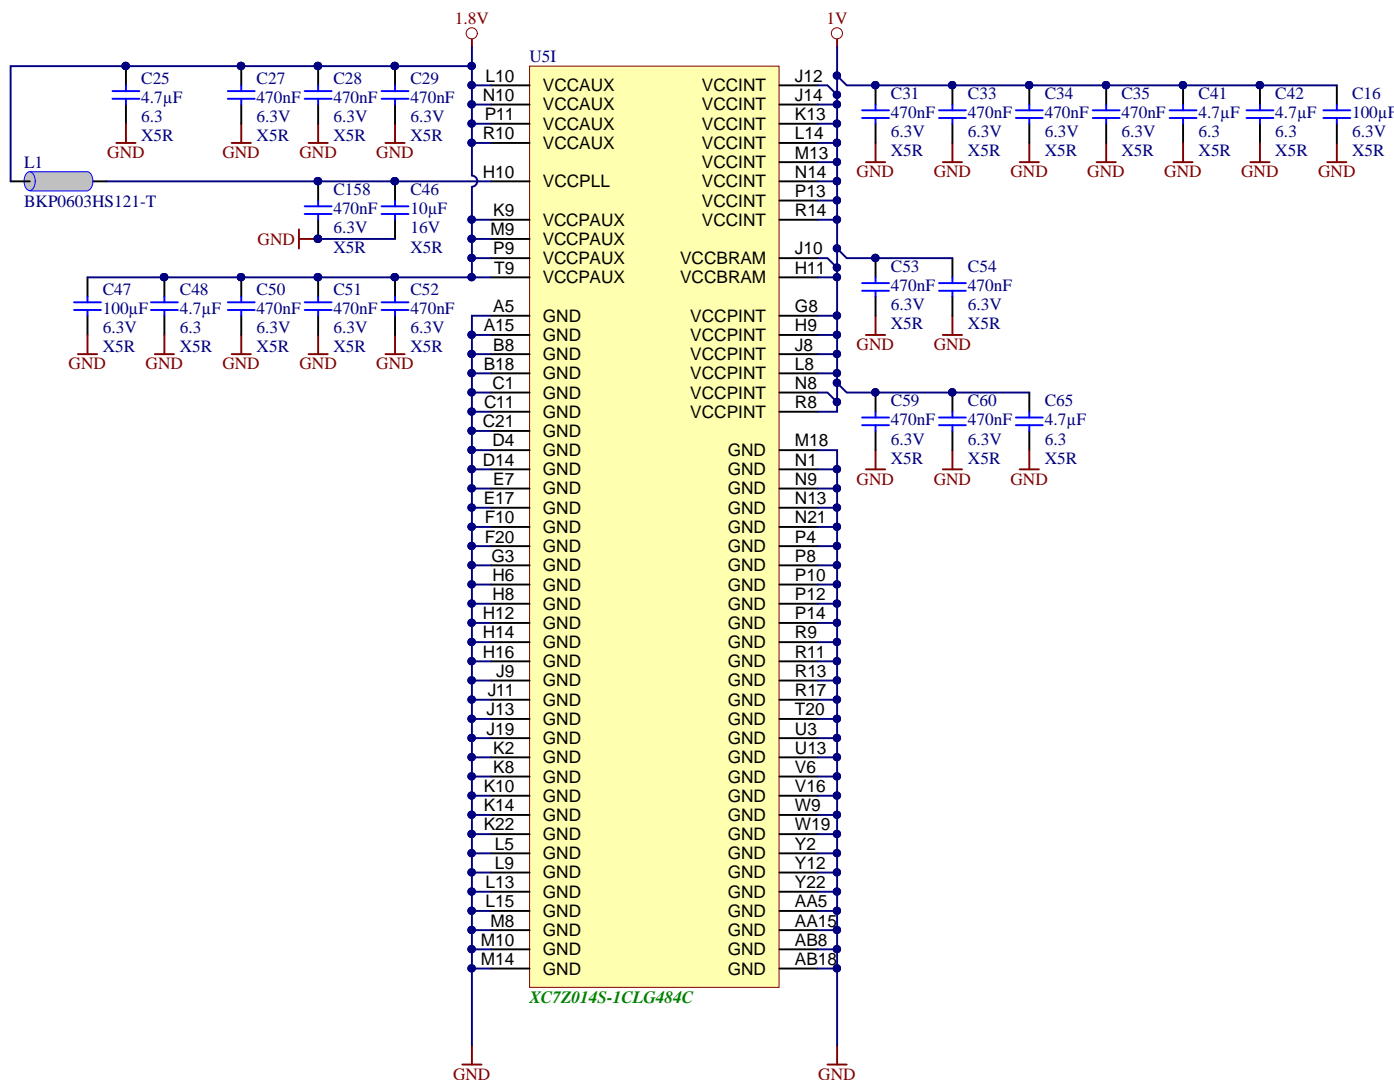 1.8V
1V
U5I
C25
4.7µF
6.3
X5R
GND
C27
470nF
6.3V
X5R
GND
C28
470nF
6.3V
X5R
GND
C29
470nF
6.3V
X5R
GND
L1
BKP0603HS121-T
C158
470nF
6.3V
X5R
C46
10µF
16V
X5R
GND
C47
100µF
6.3V
X5R
GND
C48
4.7µF
6.3
X5R
GND
C50
470nF
6.3V
X5R
GND
C51
470nF
6.3V
X5R
GND
C52
470nF
6.3V
X5R
GND
L10 VCCAUX
N10 VCCAUX
P11 VCCAUX
R10 VCCAUX
H10 VCCPLL
K9 VCCPAUX
M9 VCCPAUX
P9 VCCPAUX
T9 VCCPAUX
A5 GND
A15 GND
B8 GND
B18 GND
C1 GND
C11 GND
C21 GND
D4 GND
D14 GND
E7 GND
E17 GND
F10 GND
F20 GND
G3 GND
H6 GND
H8 GND
H12 GND
H14 GND
H16 GND
J9 GND
J11 GND
J13 GND
J19 GND
K2 GND
K8 GND
K10 GND
K14 GND
K22 GND
L5 GND
L9 GND
L13 GND
L15 GND
M8 GND
M10 GND
M14 GND
VCCINT J12
VCCINT J14
VCCINT K13
VCCINT L14
VCCINT M13
VCCINT N14
VCCINT P13
VCCINT R14
VCCBRAM J10
VCCBRAM H11
VCCPINT G8
VCCPINT H9
VCCPINT J8
VCCPINT L8
VCCPINT N8
VCCPINT R8
GND M18
GND N1
GND N9
GND N13
GND N21
GND P4
GND P8
GND P10
GND P12
GND P14
GND R9
GND R11
GND R13
GND R17
GND T20
GND U3
GND U13
GND V6
GND V16
GND W9
GND W19
GND Y2
GND Y12
GND Y22
GND AA5
GND AA15
GND AB8
GND AB18
C31
470nF
6.3V
X5R
GND
C33
470nF
6.3V
X5R
GND
C34
470nF
6.3V
X5R
GND
C35
470nF
6.3V
X5R
GND
C41
4.7µF
6.3
X5R
GND
C42
4.7µF
6.3
X5R
GND
C16
100µF
6.3V
X5R
GND
C53
470nF
6.3V
X5R
GND
C54
470nF
6.3V
X5R
GND
C59
470nF
6.3V
X5R
GND
C60
470nF
6.3V
X5R
GND
C65
4.7µF
6.3
X5R
GND
XC7Z014S-1CLG484C
GND
GND